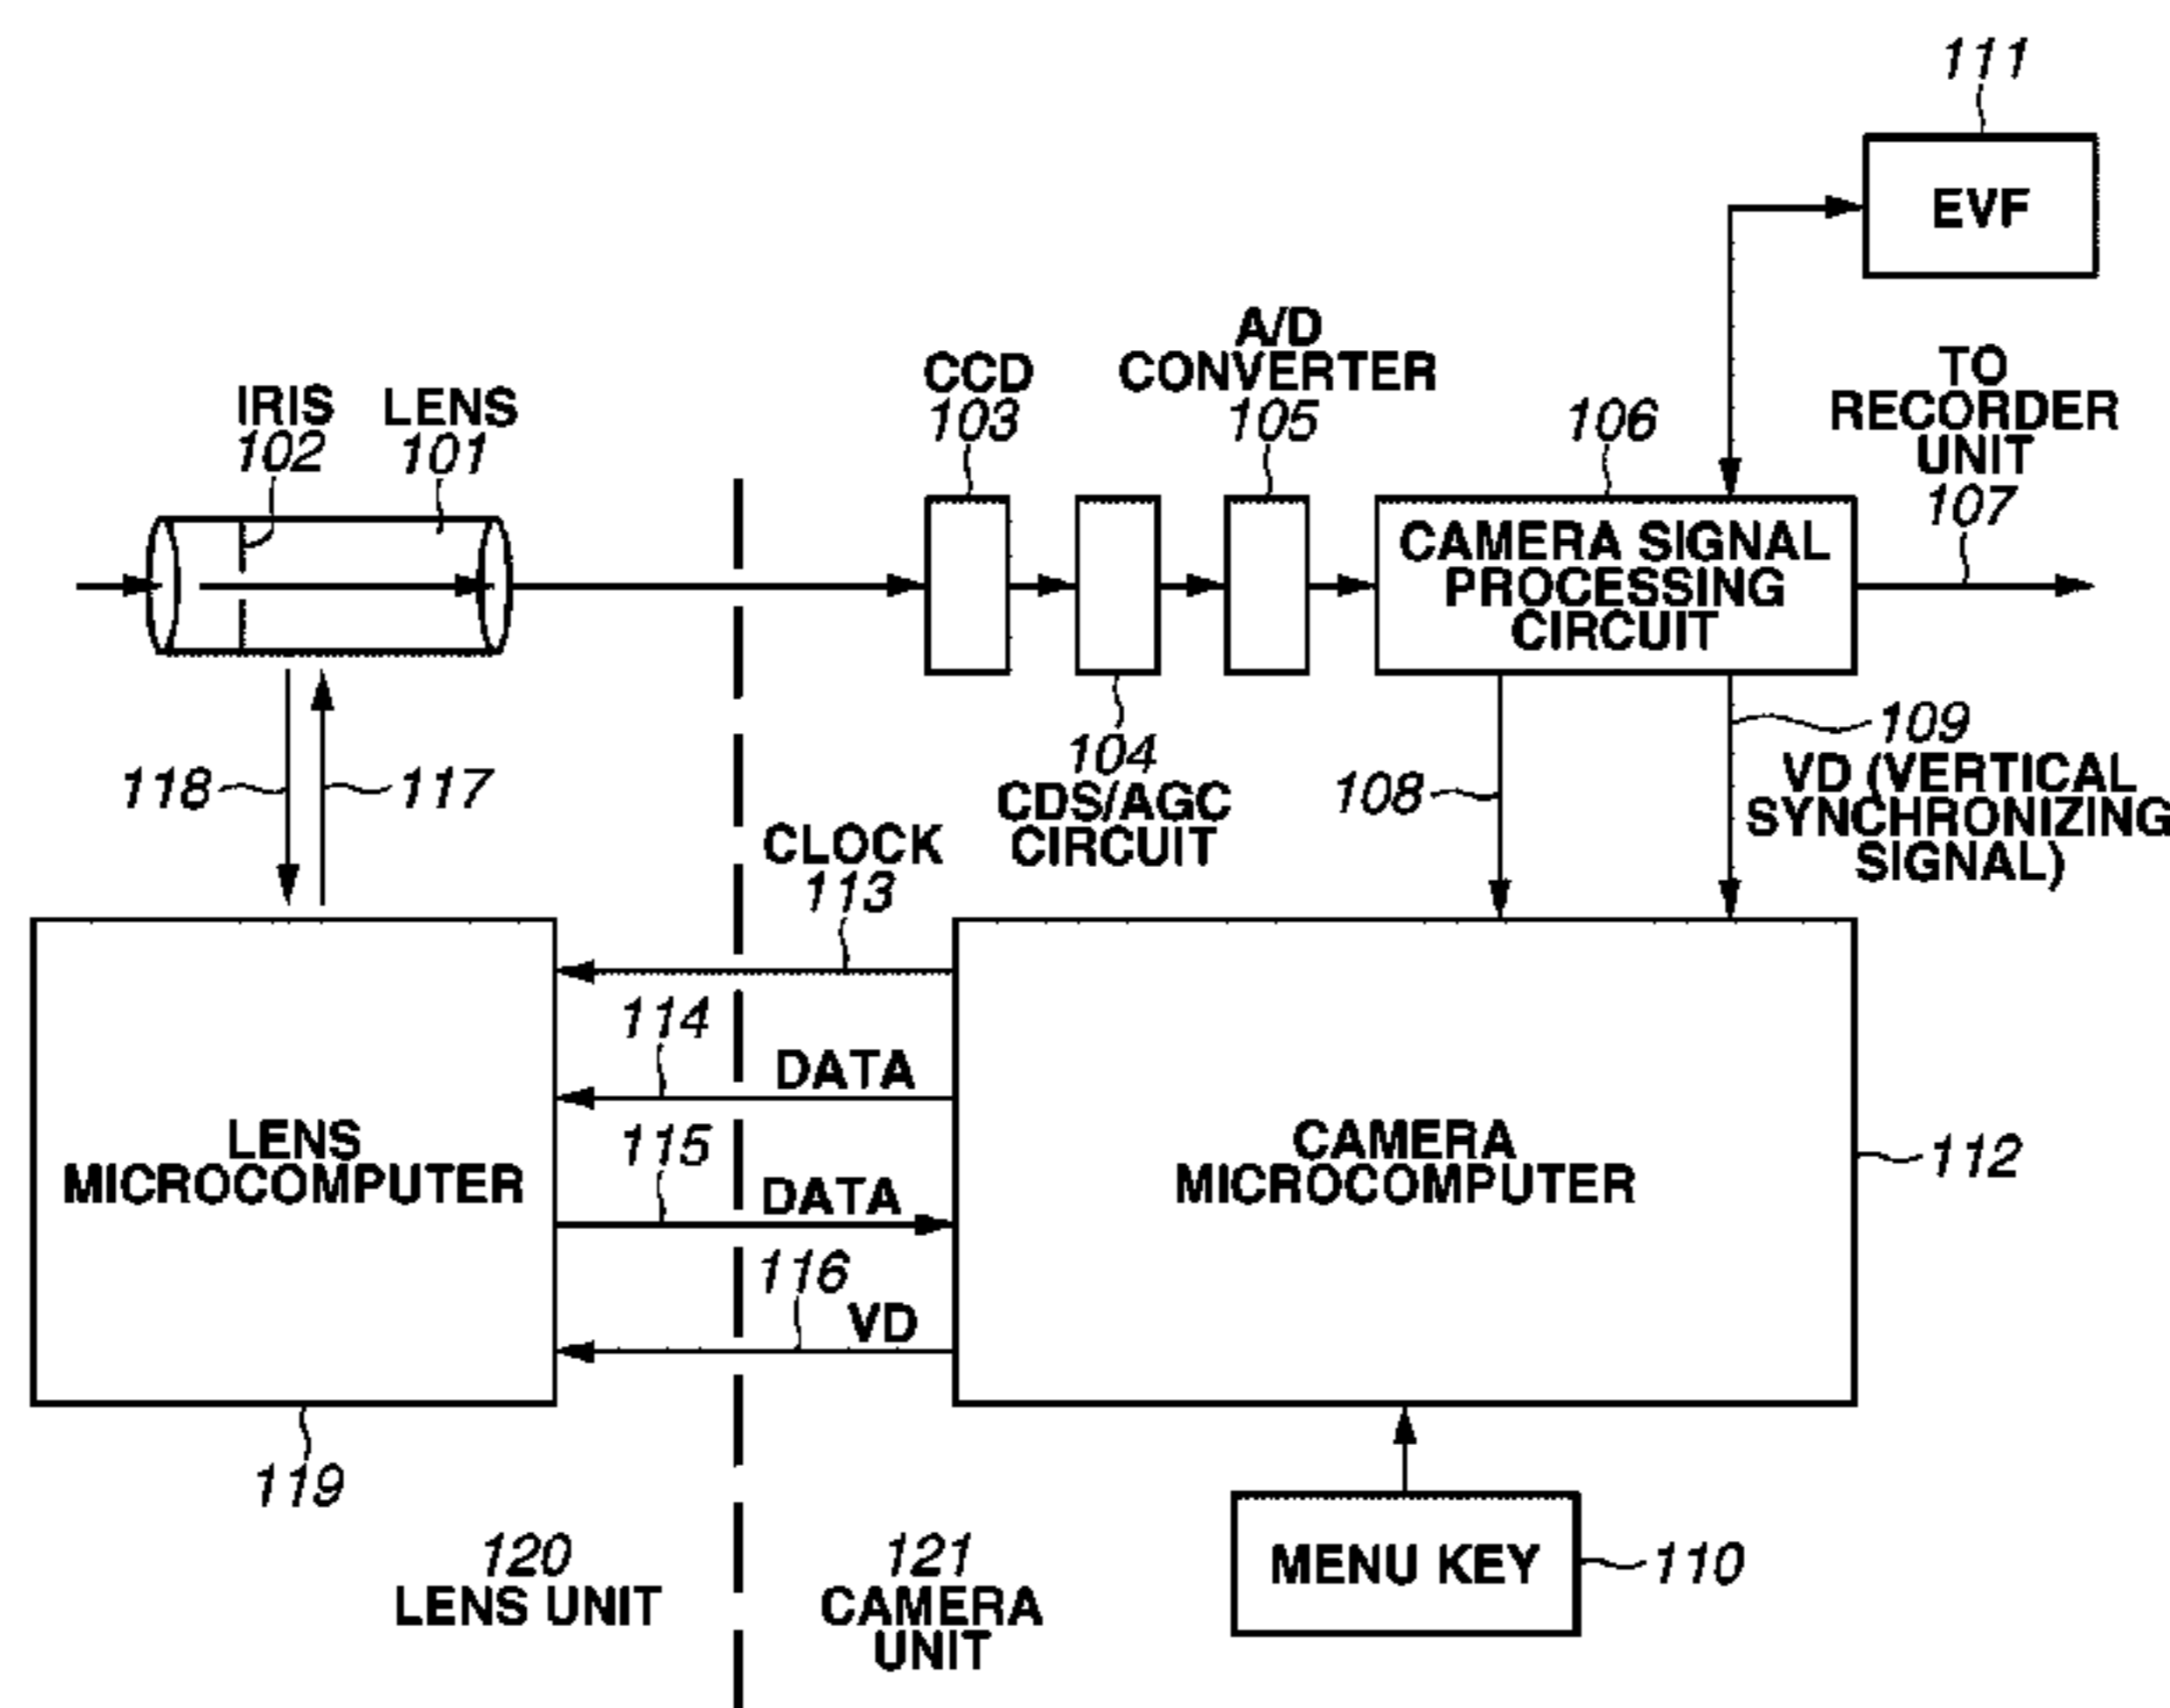 111
EVF
A/D
CONVERTER
105
CCD
103
IRIS
102
LENS
101
106
TO
RECORDER
UNIT
107
CAMERA SIGNAL
PROCESSING
CIRCUIT
104
CDS/AGC
CIRCUIT
108
109
VD (VERTICAL
SYNCHRONIZING
SIGNAL)
118
117
CLOCK
113
114
DATA
115
DATA
116
VD
LENS
MICROCOMPUTER
119
CAMERA
MICROCOMPUTER
112
MENU KEY
110
120
LENS UNIT
121
CAMERA
UNIT